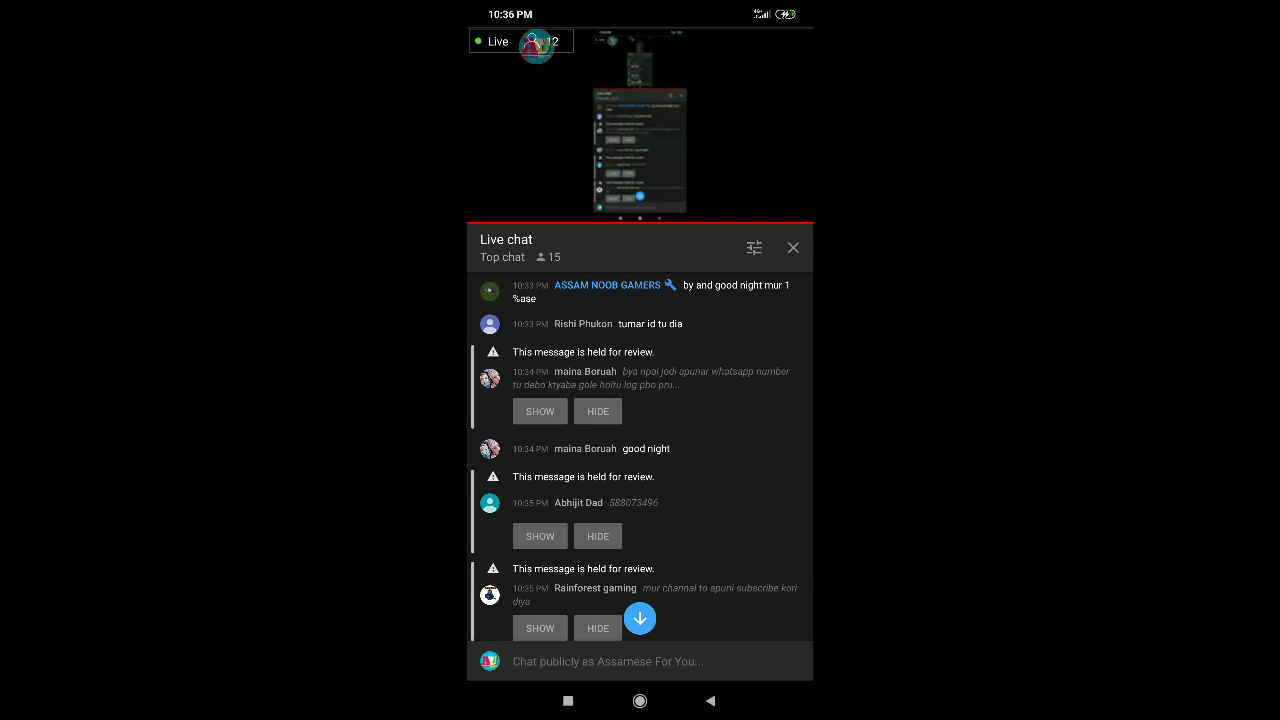 10:36 PM
4G+
Live 12
Live chat
Top chat 15
10:33 PM ASSAM NOOB GAMERS by and good night mur 1
%ase
10:33 PM Rishi Phukon tumar id tu dia
This message is held for review.
10:34 PM maina Boruah bya npai jodi apunar whatsapp number
tu debo ktyaba gole hoitu log pbo pru...
SHOW HIDE
10:34 PM maina Boruah good night
This message is held for review.
10:35 PM Abhijit Dad 588073496
SHOW HIDE
This message is held for review.
10:35 PM Rainforest gaming mur channal to apuni subscribe kori
diya
SHOW HIDE
Chat publicly as Assamese For You...